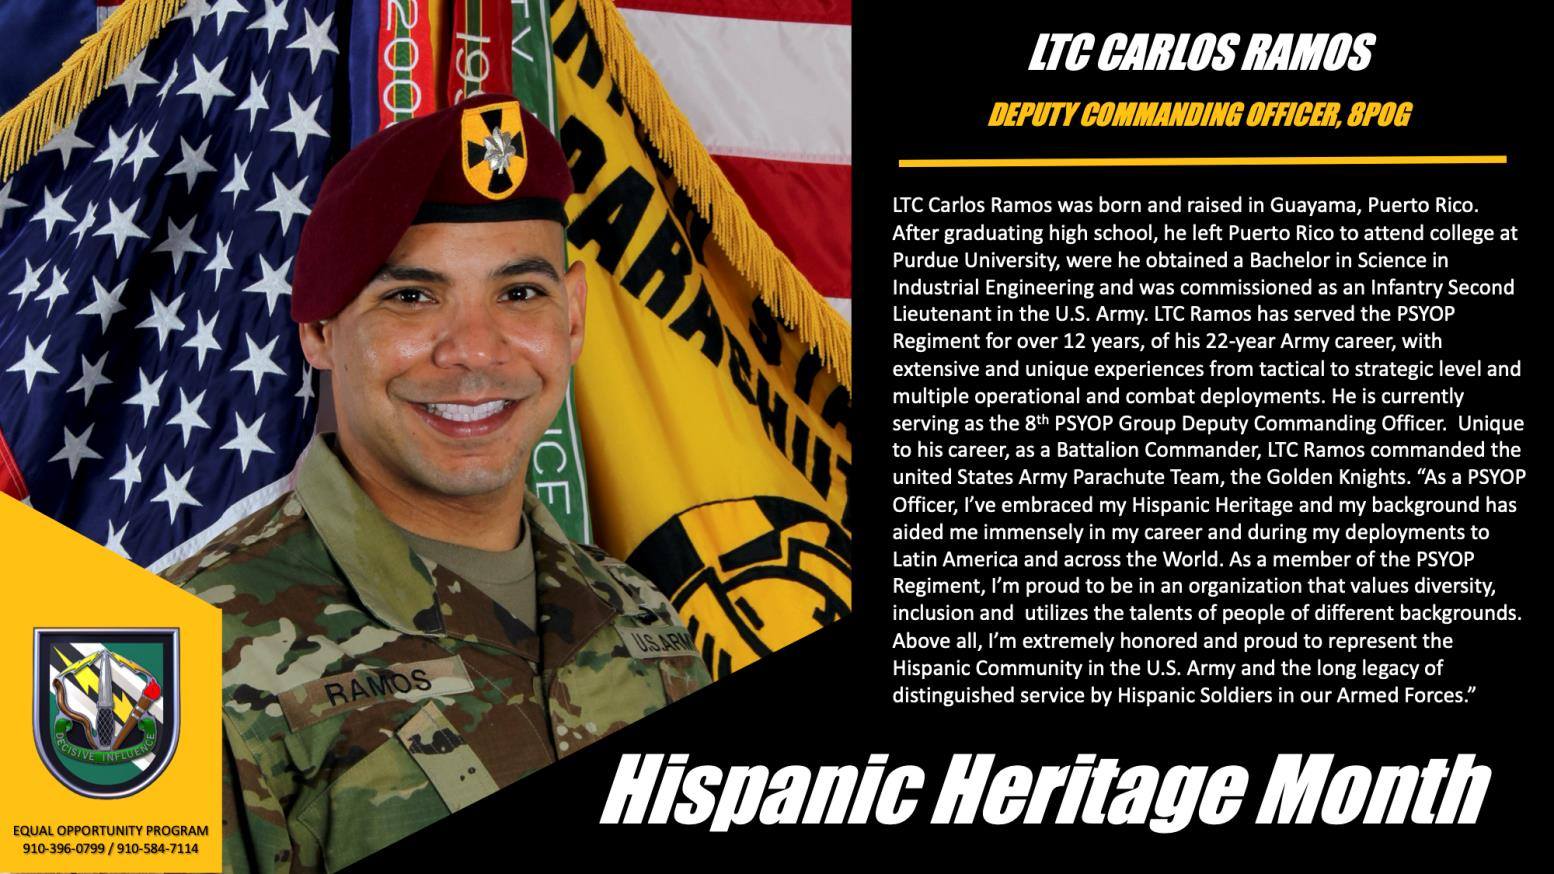 LTC CARLOS RAMOS
DEPUTY COMMANDING OFFICER, 8POG
LTC Carlos Ramos was born and raised in Guayama, Puerto Rico.
After graduating high school, he left Puerto Rico to attend college at
Purdue University, were he obtained a Bachelor in Science in
Industrial Engineering and was commissioned as an Infantry Second
Lieutenant in the U.S. Army. LTC Ramos has served the PSYOP
Regiment for over 12 years, of his 22-year Army career, with
extensive and unique experiences from tactical to strategic level and
multiple operational and combat deployments. He is currently
serving as the 8th PSYOP Group Deputy Commanding Officer.  Unique
to his career, as a Battalion Commander, LTC Ramos commanded the
united States Army Parachute Team, the Golden Knights. “As a PSYOP
Officer, I’ve embraced my Hispanic Heritage and my background has
aided me immensely in my career and during my deployments to
Latin America and across the World. As a member of the PSYOP
Regiment, I’m proud to be in an organization that values diversity,
inclusion and  utilizes the talents of people of different backgrounds.
Above all, I’m extremely honored and proud to represent the
Hispanic Community in the U.S. Army and the long legacy of
distinguished service by Hispanic Soldiers in our Armed Forces.”
Hispanic Heritage Month
RAMOS
U.S. ARM
DECISIVE INFLUENCE
EQUAL OPPORTUNITY PROGRAM
910-396-0799 / 910-584-7114